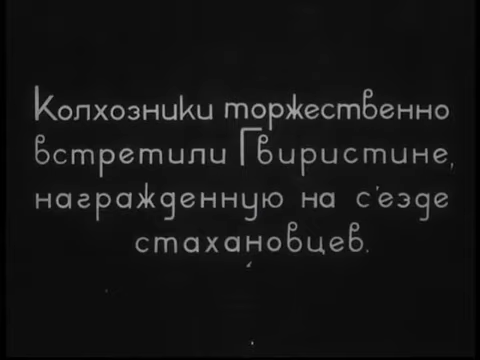 Колхозники торжественно
встретили Гвиристине,
награжденную на с'езде
стахановцев.